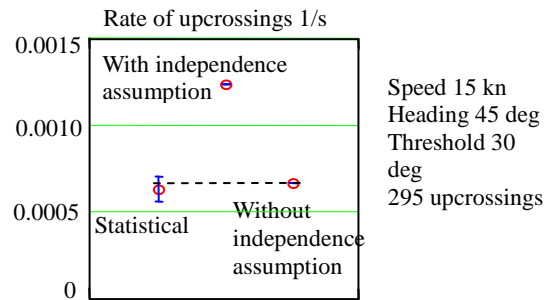 Rate of upcrossings 1/s
0.0015
With independence
assumption
0.0010
0.0005
Statistical
Without
independence
assumption
0
Speed 15 kn
Heading 45 deg
Threshold 30
deg
295 upcrossings